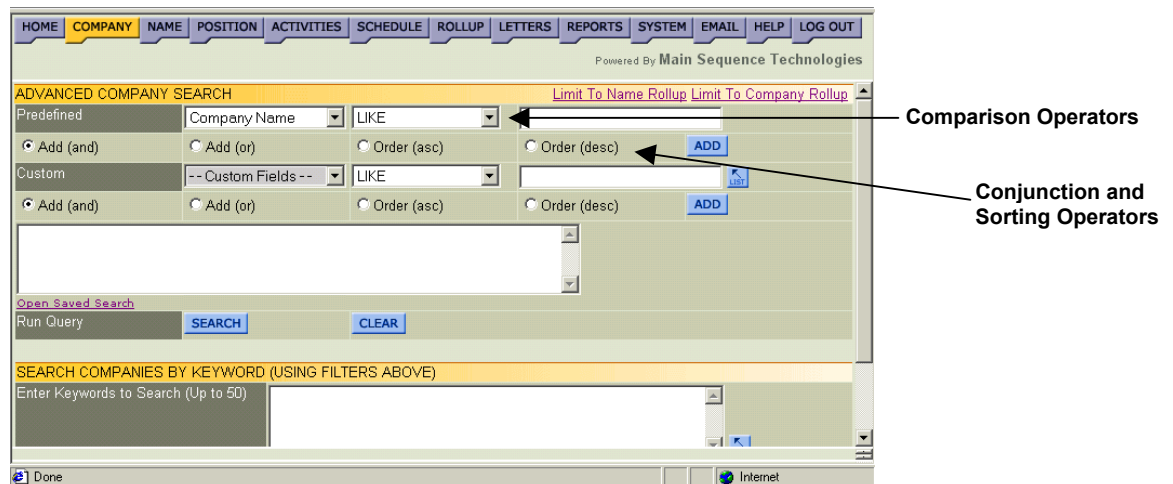 HOME COMPANY NAME POSITION ACTIVITIES SCHEDULE ROLLUP LETTERS REPORTS SYSTEM EMAIL HELP LOG OUT
Powered By Main Sequence Technologies
ADVANCED COMPANY SEARCH Limit To Name Rollup Limit To Company Rollup
Predefined Company Name LIKE
Comparison Operators
Add (and) Add (or) Order (asc) Order (desc) ADD
Custom -- Custom Fields -- LIKE LIST
Conjunction and
Sorting Operators
Add (and) Add (or) Order (asc) Order (desc) ADD
Open Saved Search
Run Query SEARCH CLEAR
SEARCH COMPANIES BY KEYWORD (USING FILTERS ABOVE)
Enter Keywords to Search (Up to 50)
Done Internet